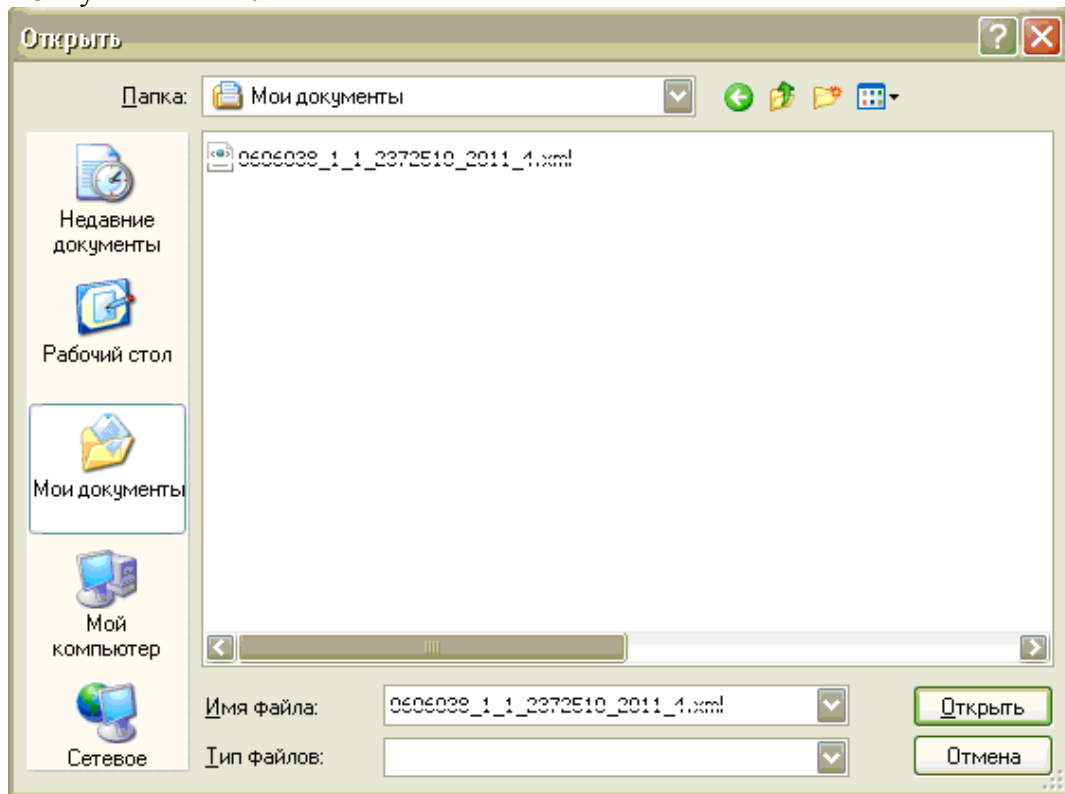 Открыть
Папка:
Мои документы
0606038_1_1_2372510_2011_4.xml
Недавние
документы
Рабочий стол
Мои документы
Мой
компьютер
Сетевое
Имя файла:
0606038_1_1_2372510_2011_4.xml
Открыть
Тип файлов:
Отмена